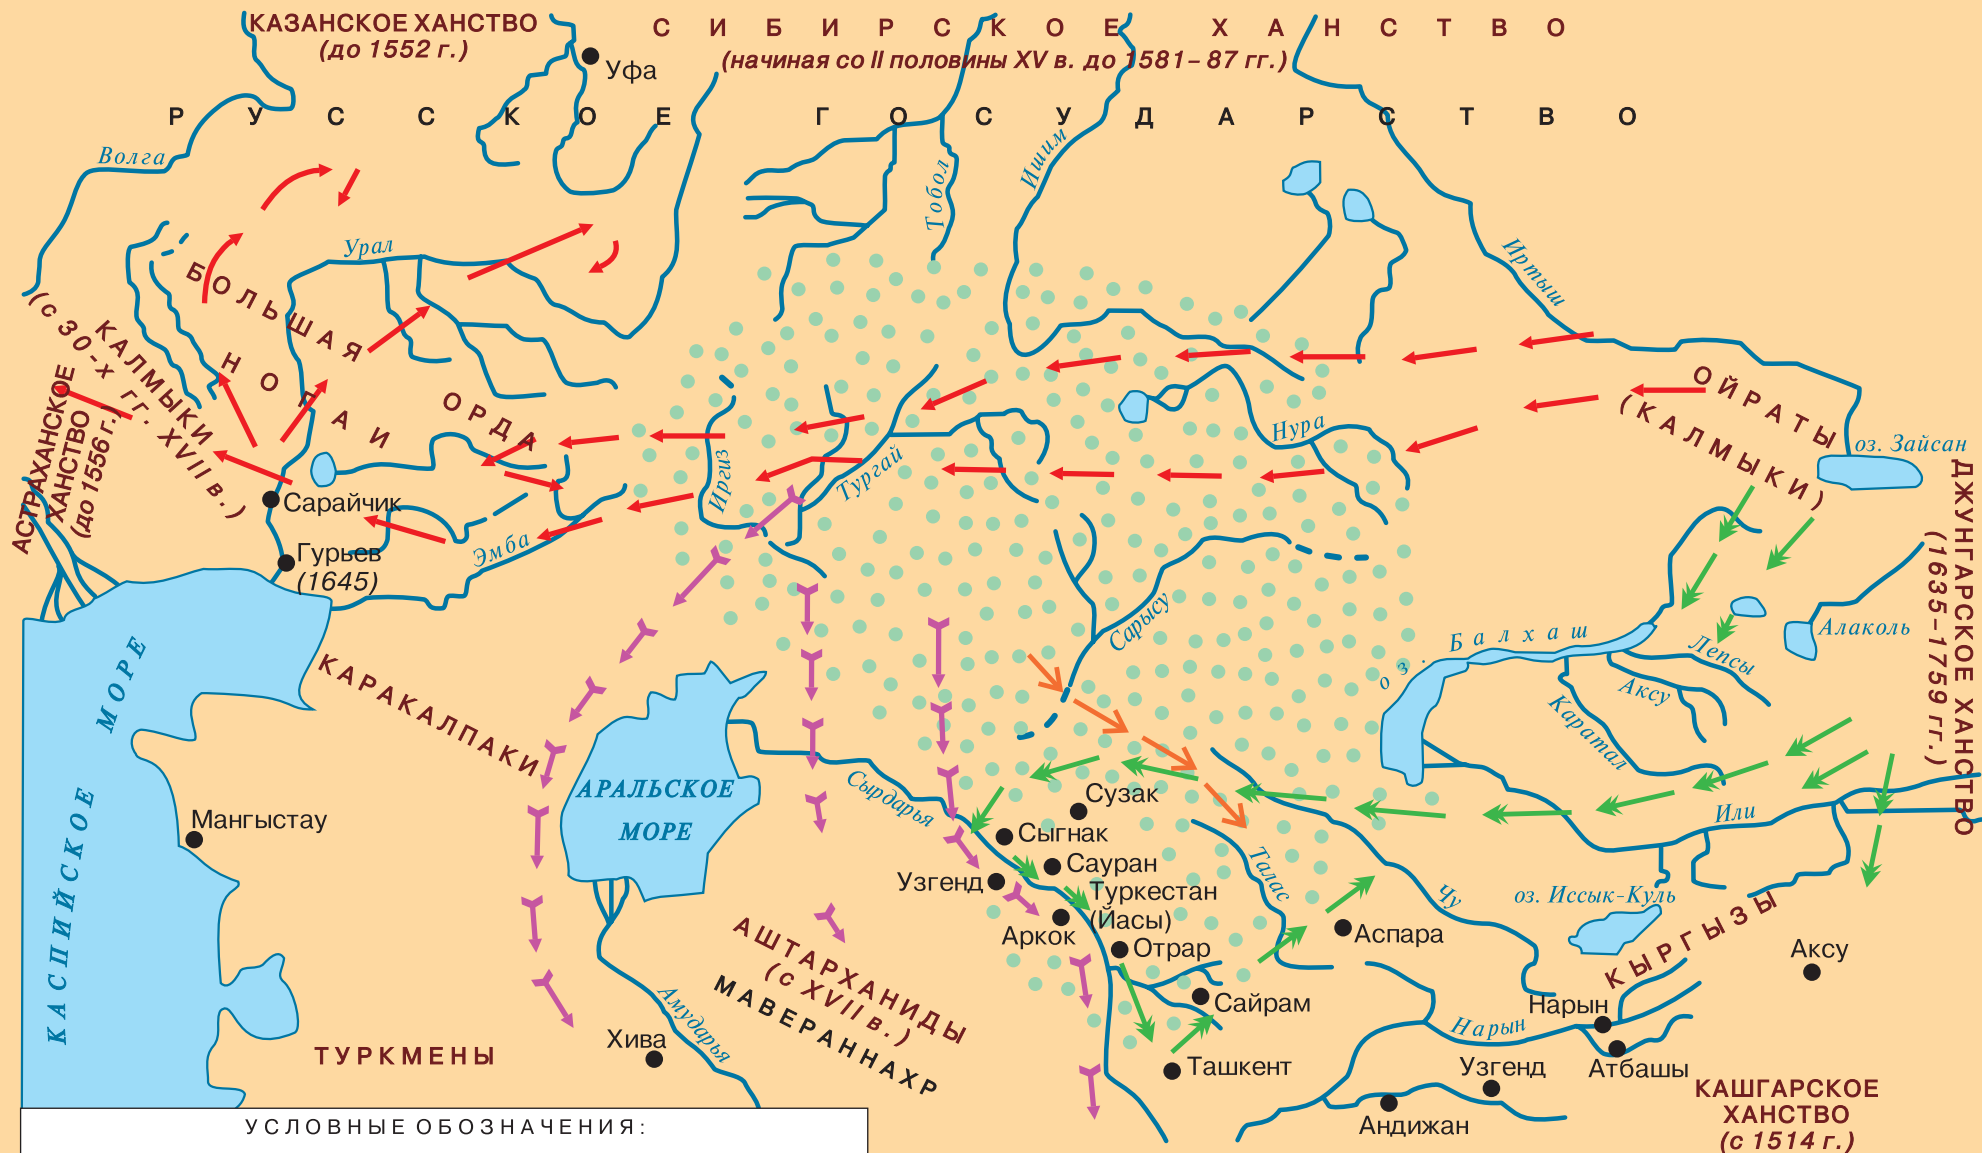 КАЗАНСКОЕ ХАНСТВО
(до 1552 г.)
СИБИРСКОЕ ХАНСТВО
(начиная со II половины XV в. до 1581–87 гг.)
Уфа
РУССКОЕ ГОСУДАРСТВО
Волга
Урал
Тобол
Ишим
Иртыш
БОЛЬШАЯ
НОГАИ
ОРДА
КАЛМЫКИ
(с 30-х гг. XVII в.)
АСТРАХАНСКОЕ
ХАНСТВО
(до 1556 г.)
Сарайчик
Гурьев
(1645)
Эмба
Иргиз
Тургай
Нура
Сарысу
ОЙРАТЫ
(КАЛМЫКИ)
оз. Зайсан
ДЖУНГАРСКОЕ ХАНСТВО
(1635–1759 гг.)
Алаколь
оз. Балхаш
Лепсы
Аксу
Каратал
Или
КАСПИЙСКОЕ МОРЕ
Мангыстау
КАРАКАЛПАКИ
АРАЛЬСКОЕ
МОРЕ
Сырдарья
Сузак
Сыгнак
Сауран
Узгенд
Туркестан
(Йасы)
Аркок
Отрар
Талас
Чу
Аспара
оз. Иссык-Куль
КЫРГЫЗЫ
Аксу
Сайрам
Ташкент
Нарын
Нарын
Атбашы
Узгенд
Андижан
КАШГАРСКОЕ
ХАНСТВО
(с 1514 г.)
АШТАРХАНИДЫ
(с XVII в.)
МАВЕРАННАХР
Амударья
Хива
ТУРКМЕНЫ
УСЛОВНЫЕ ОБОЗНАЧЕНИЯ: